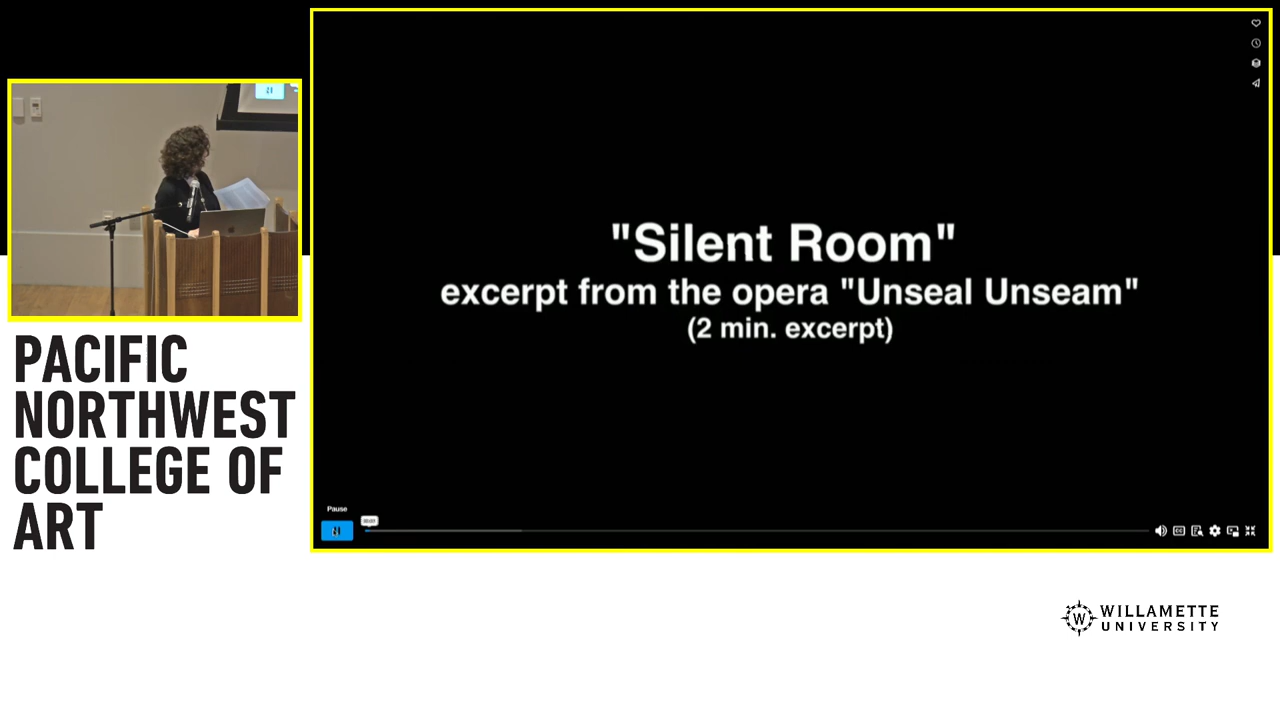 "Silent Room"
excerpt from the opera "Unseal Unseam"
(2 min. excerpt)
Pause
CC
PACIFIC
NORTHWEST
COLLEGE OF
ART
W
WILLAMETTE
UNIVERSITY